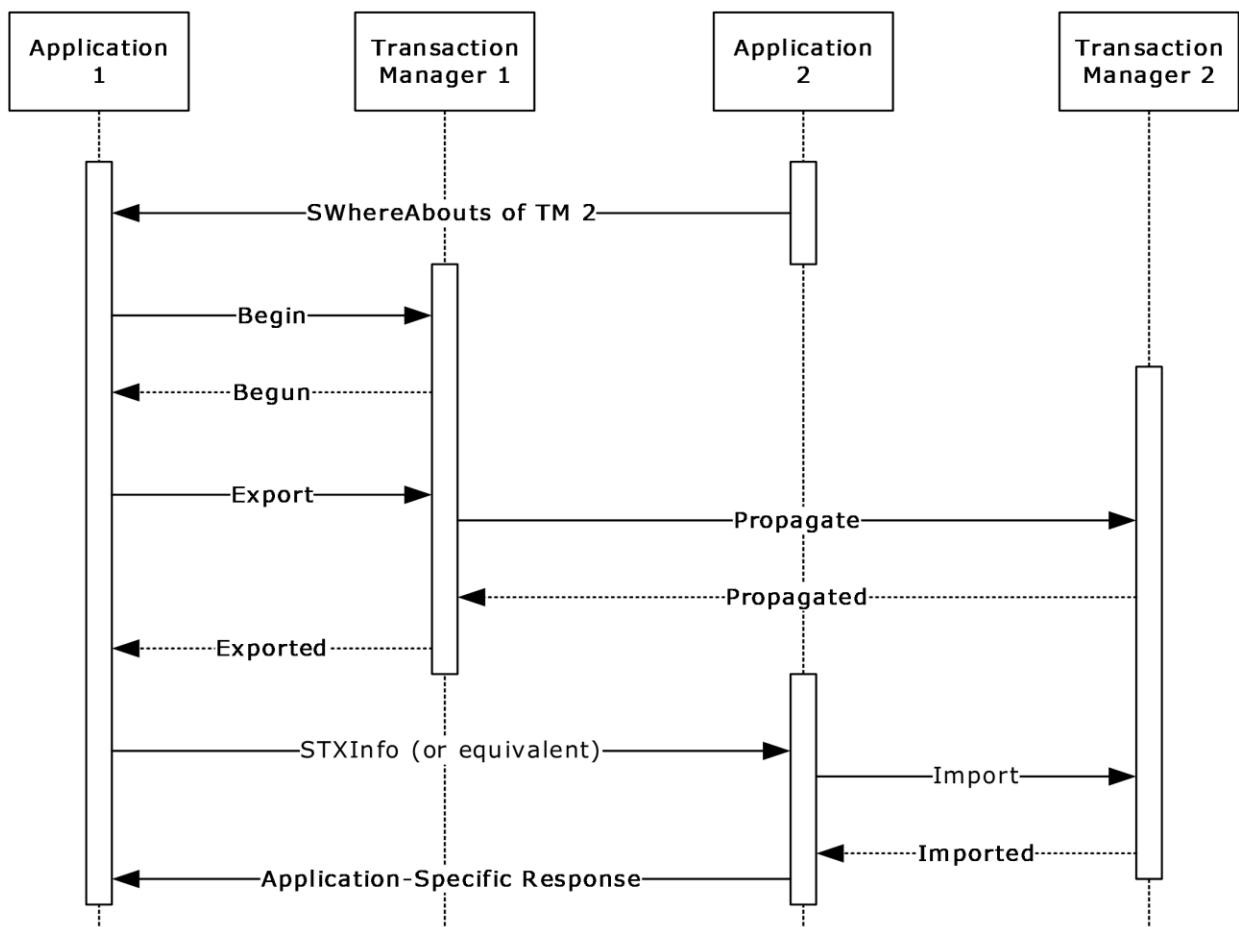 Application
1
Transaction
Manager 1
Application
2
Transaction
Manager 2
SWhereAbouts of TM 2
Begin
Begun
Export
Propagate
Propagated
Exported
STXInfo (or equivalent)
Import
Imported
Application-Specific Response